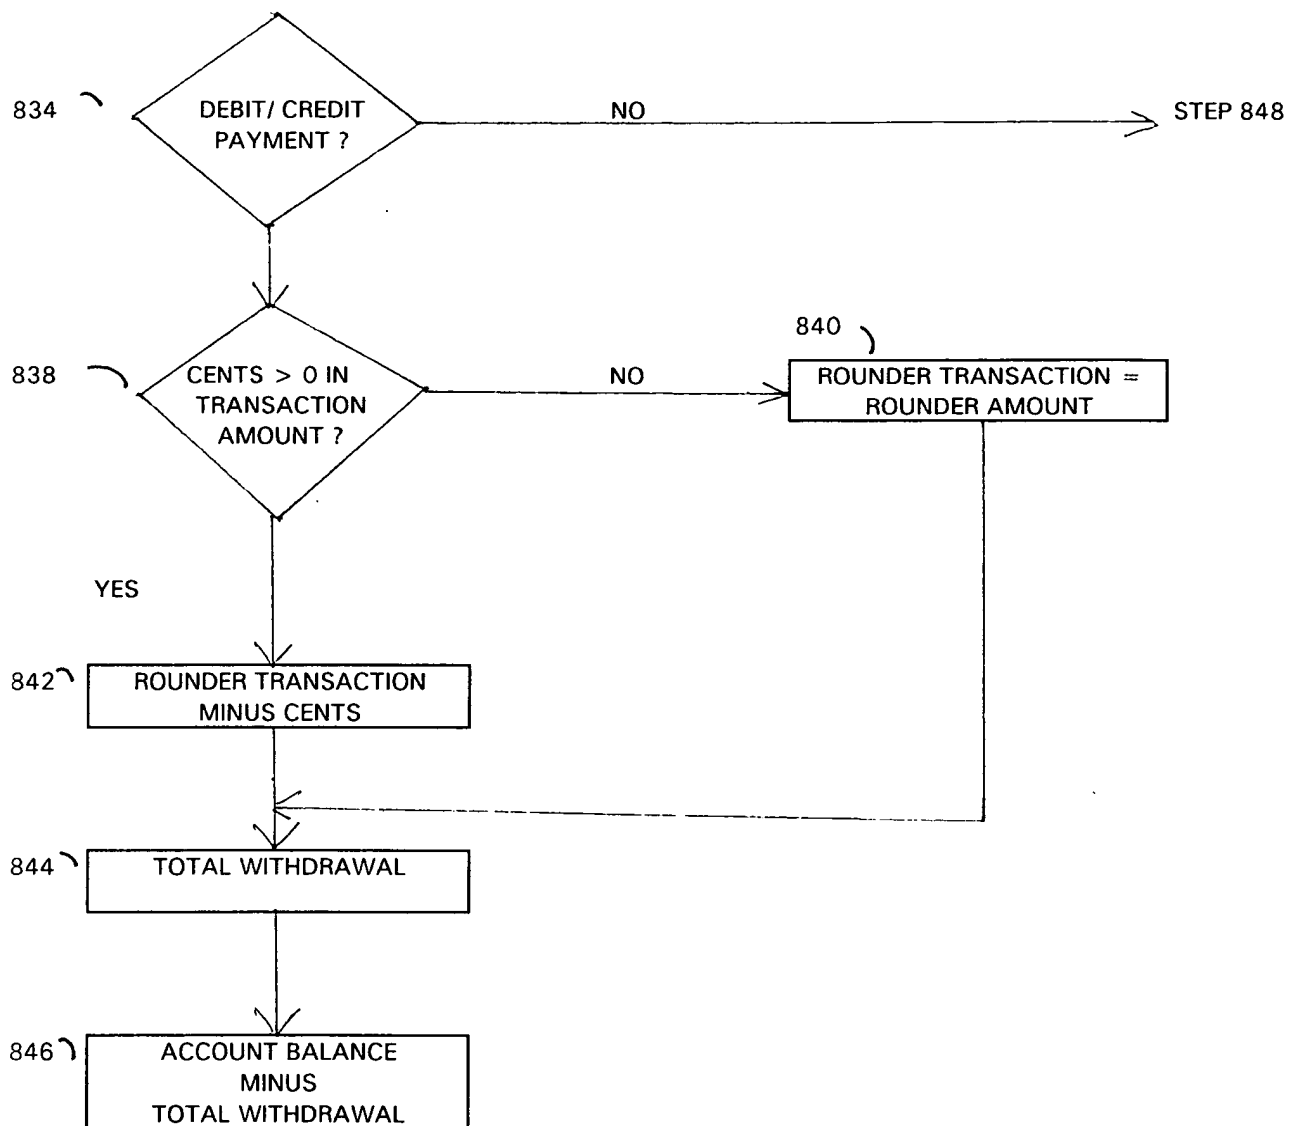 834
DEBIT/ CREDIT
PAYMENT ?
NO
STEP 848
838
CENTS > 0 IN
TRANSACTION
AMOUNT ?
NO
840
ROUNDER TRANSACTION =
ROUNDER AMOUNT
YES
842
ROUNDER TRANSACTION
MINUS CENTS
844
TOTAL WITHDRAWAL
846
ACCOUNT BALANCE
MINUS
TOTAL WITHDRAWAL